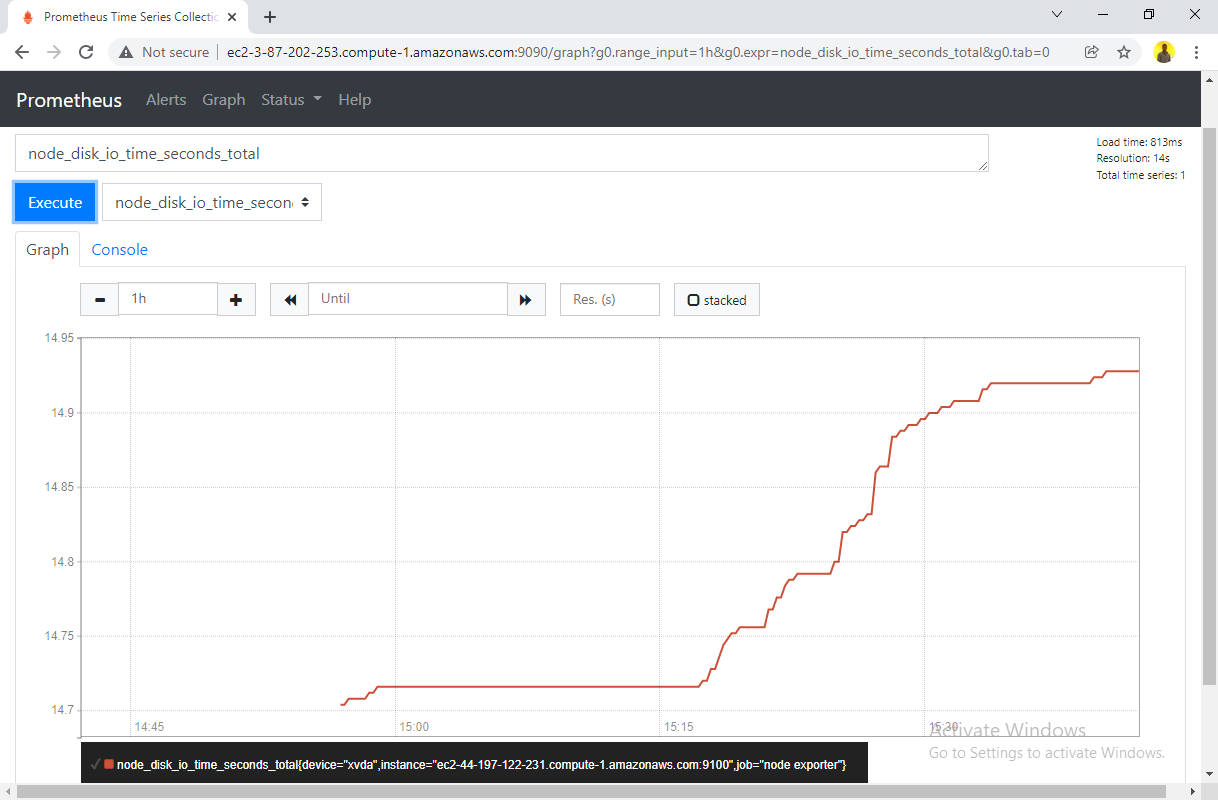 Prometheus Time Series Collectic
Not secure ec2-3-87-202-253.compute-1.amazonaws.com:9090/graph?g0.range_input=1h&g0.expr=node_disk_io_time_seconds_total&g0.tab=0
Prometheus Alerts Graph Status Help
node_disk_io_time_seconds_total
Load time: 813ms
Resolution: 14s
Total time series: 1
Execute node_disk_io_time_secon
Graph Console
1h Until Res. (s) stacked
14.95
14.9
14.85
14.8
14.75
14.7
14:45 15:00 15:15 15:30
Activate Windows
Go to Settings to activate Windows.
node_disk_io_time_seconds_total{device="xvda",instance="ec2-44-197-122-231.compute-1.amazonaws.com:9100",job="node exporter"}